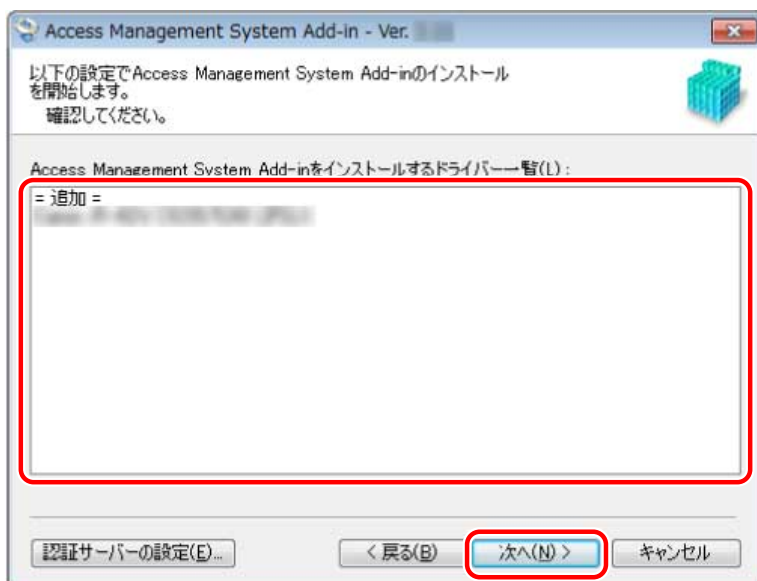 Access Management System Add-in - Ver.
以下の設定でAccess Management System Add-inのインストール
を開始します。
確認してください。
Access Management System Add-inをインストールするドライバー一覧(L):
= 追加 =
認証サーバーの設定(E)...
< 戻る(B)
次へ(N) >
キャンセル